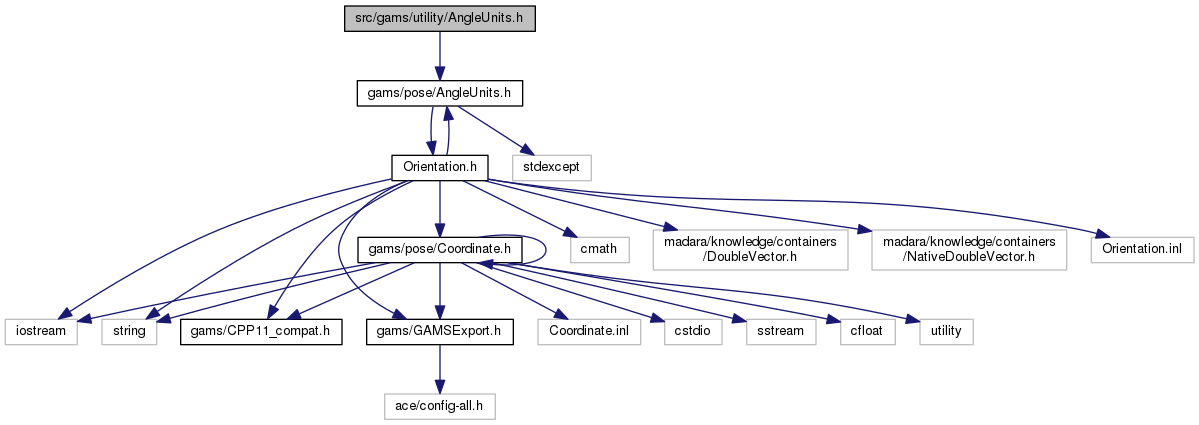 src/gams/utility/AngleUnits.h
gams/pose/AngleUnits.h
Orientation.h
stdexcept
gams/pose/Coordinate.h
cmath
madara/knowledge/containers
/DoubleVector.h
madara/knowledge/containers
/NativeDoubleVector.h
Orientation.inl
iostream
string
gams/CPP11_compat.h
gams/GAMSExport.h
Coordinate.inl
cstdio
sstream
cfloat
utility
ace/config-all.h